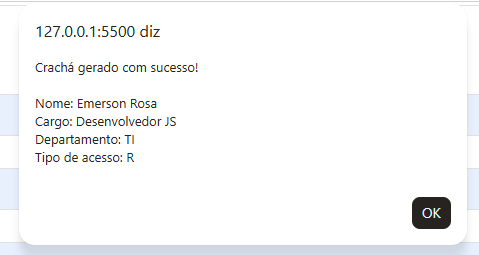 127.0.0.1:5500 diz
Crachá gerado com sucesso!
Nome: Emerson Rosa
Cargo: Desenvolvedor JS
Departamento: TI
Tipo de acesso: R
OK